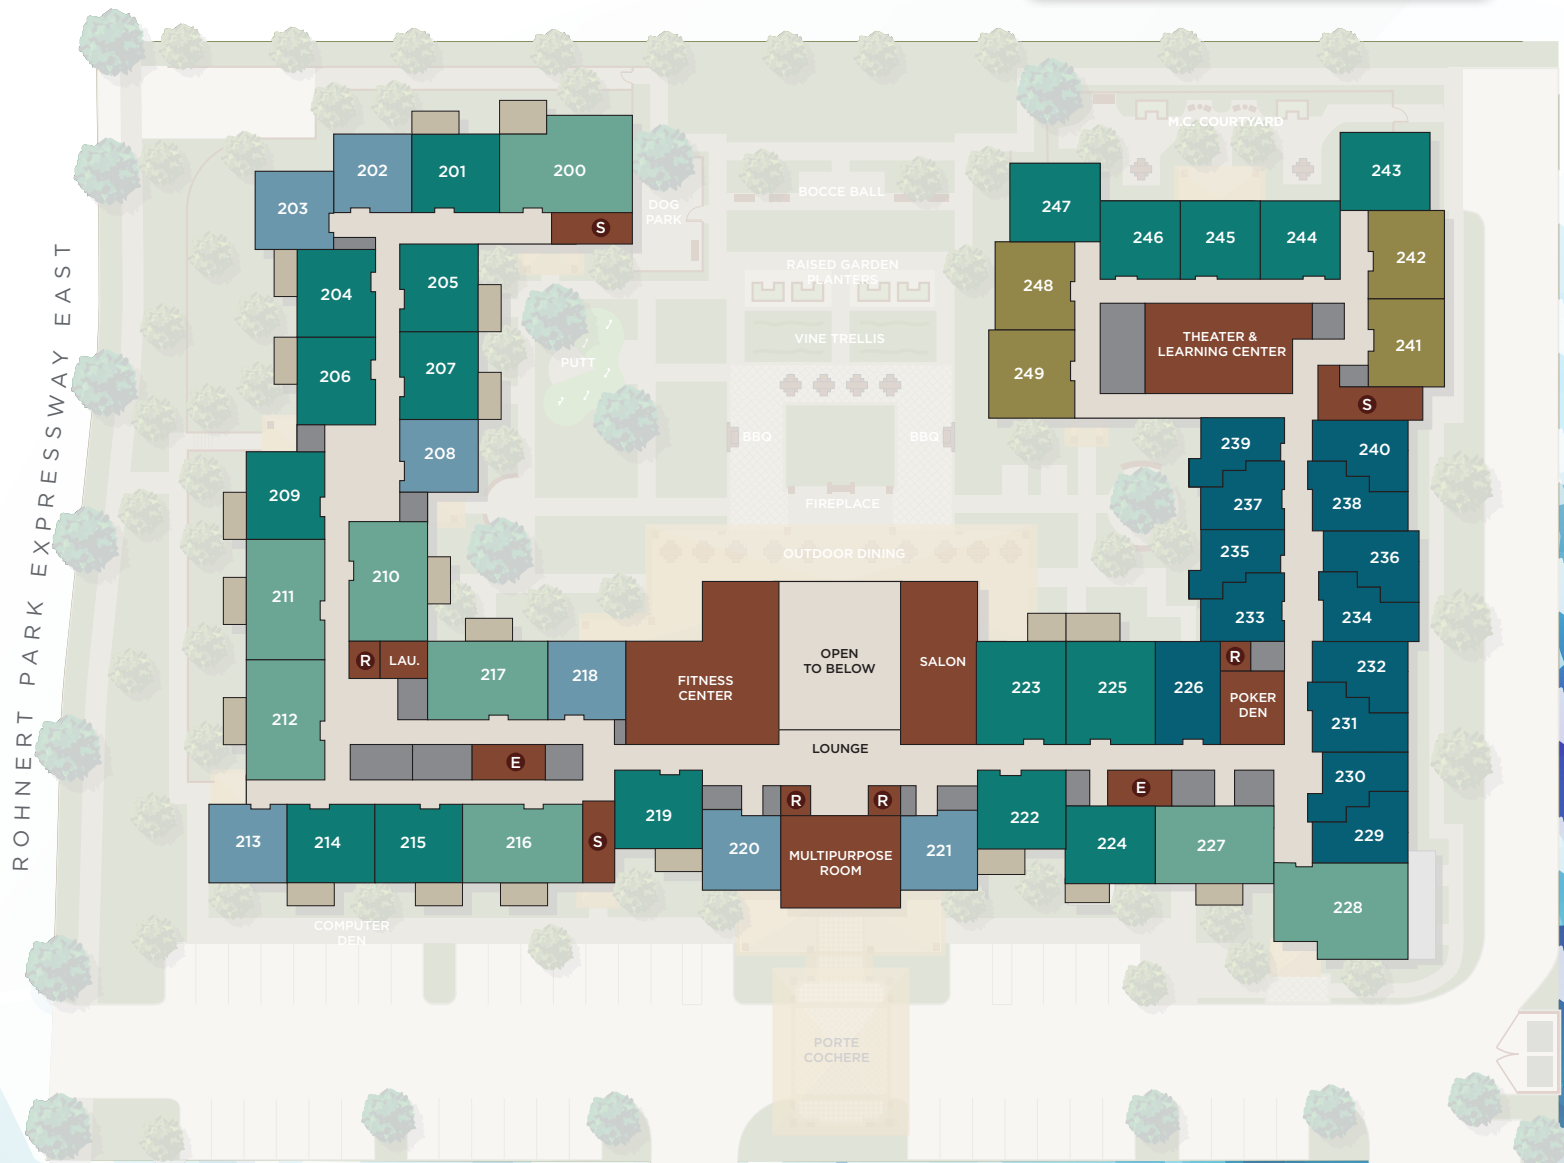 M.C. COURTYARD
202
201
200
243
203
DOG
PARK
BOCCE BALL
247
S
246
245
244
242
204
205
RAISED GARDEN
PLANTERS
248
206
207
PUTT
VINE TRELLIS
THEATER &
LEARNING CENTER
241
249
S
208
BBQ
BBQ
239
240
209
FIREPLACE
237
238
ROHNERT PARK EXPRESSWAY EAST
OUTDOOR DINING
235
236
210
211
233
234
R
LAU.
217
218
FITNESS
CENTER
OPEN
TO BELOW
SALON
223
225
226
R
POKER
DEN
232
212
231
LOUNGE
E
230
E
R
R
219
222
229
213
214
215
216
S
220
MULTIPURPOSE
ROOM
221
224
227
228
COMPUTER
DEN
PORTE
COCHERE